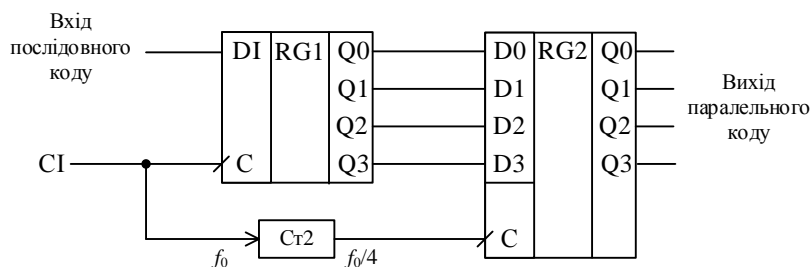 Вхід
послідовного
коду
DI RG1 Q0
Q1
Q2
Q3
C
D0 RG2 Q0
D1 Q1
D2 Q2
D3 Q3
C
Вихід
паралельного
коду
CI
f0 Ст2 f0/4